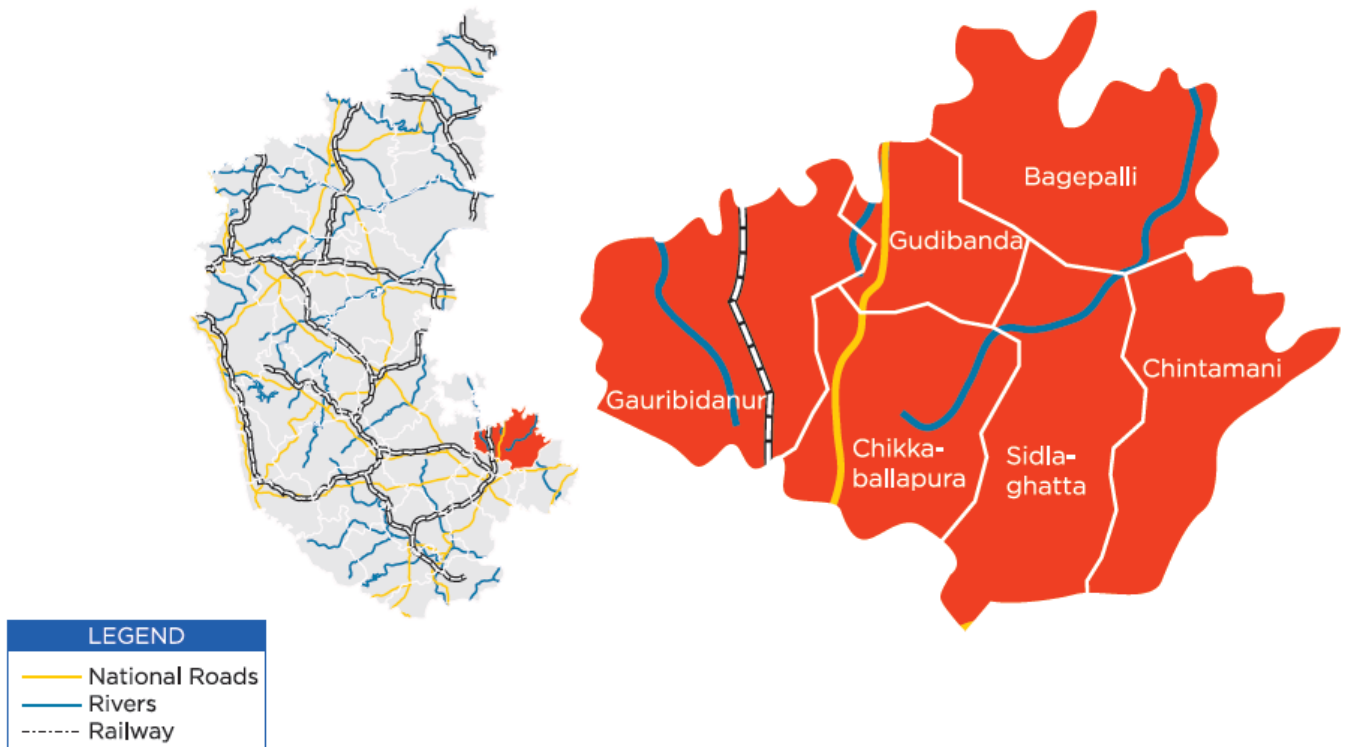 Bagepalli
Gudibanda
Gauribidanur
Chintamani
Chikka-
ballapura
Sidla-
ghatta
LEGEND
National Roads
Rivers
Railway